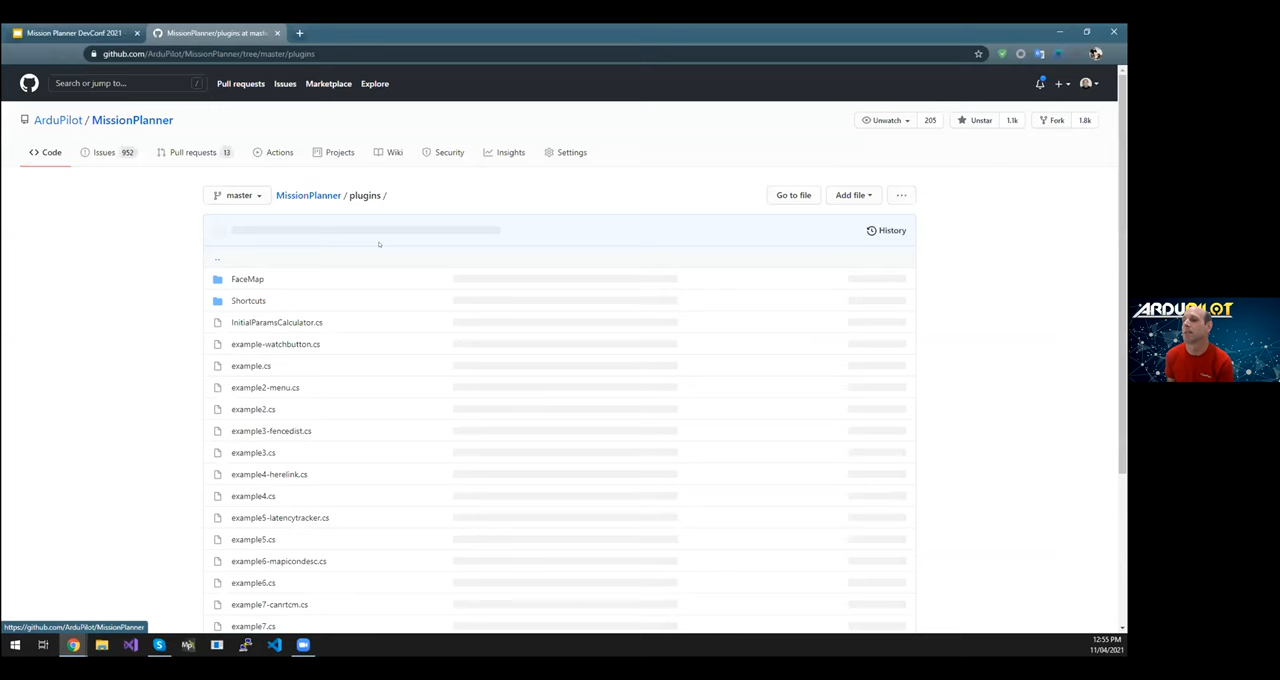 Mission Planner DevConf 2021
MissionPlanner/plugins at mast
github.com/ArduPilot/MissionPlanner/tree/master/plugins
Search or jump to...
/
Pull requests
Issues
Marketplace
Explore
ArduPilot / MissionPlanner
Unwatch
205
Unstar
1.1k
Fork
1.8k
Code
Issues 952
Pull requests 13
Actions
Projects
Wiki
Security
Insights
Settings
master
MissionPlanner / plugins /
Go to file
Add file
...
History
..
FaceMap
Shortcuts
InitialParamsCalculator.cs
example-watchbutton.cs
example.cs
example2-menu.cs
example2.cs
example3-fencedist.cs
example3.cs
example4-herelink.cs
example4.cs
example5-latencytracker.cs
example5.cs
example6-mapicondesc.cs
example6.cs
example7-canrtcm.cs
example7.cs
https://github.com/ArduPilot/MissionPlanner
12:55 PM
11/04/2021
ARDUPILOT